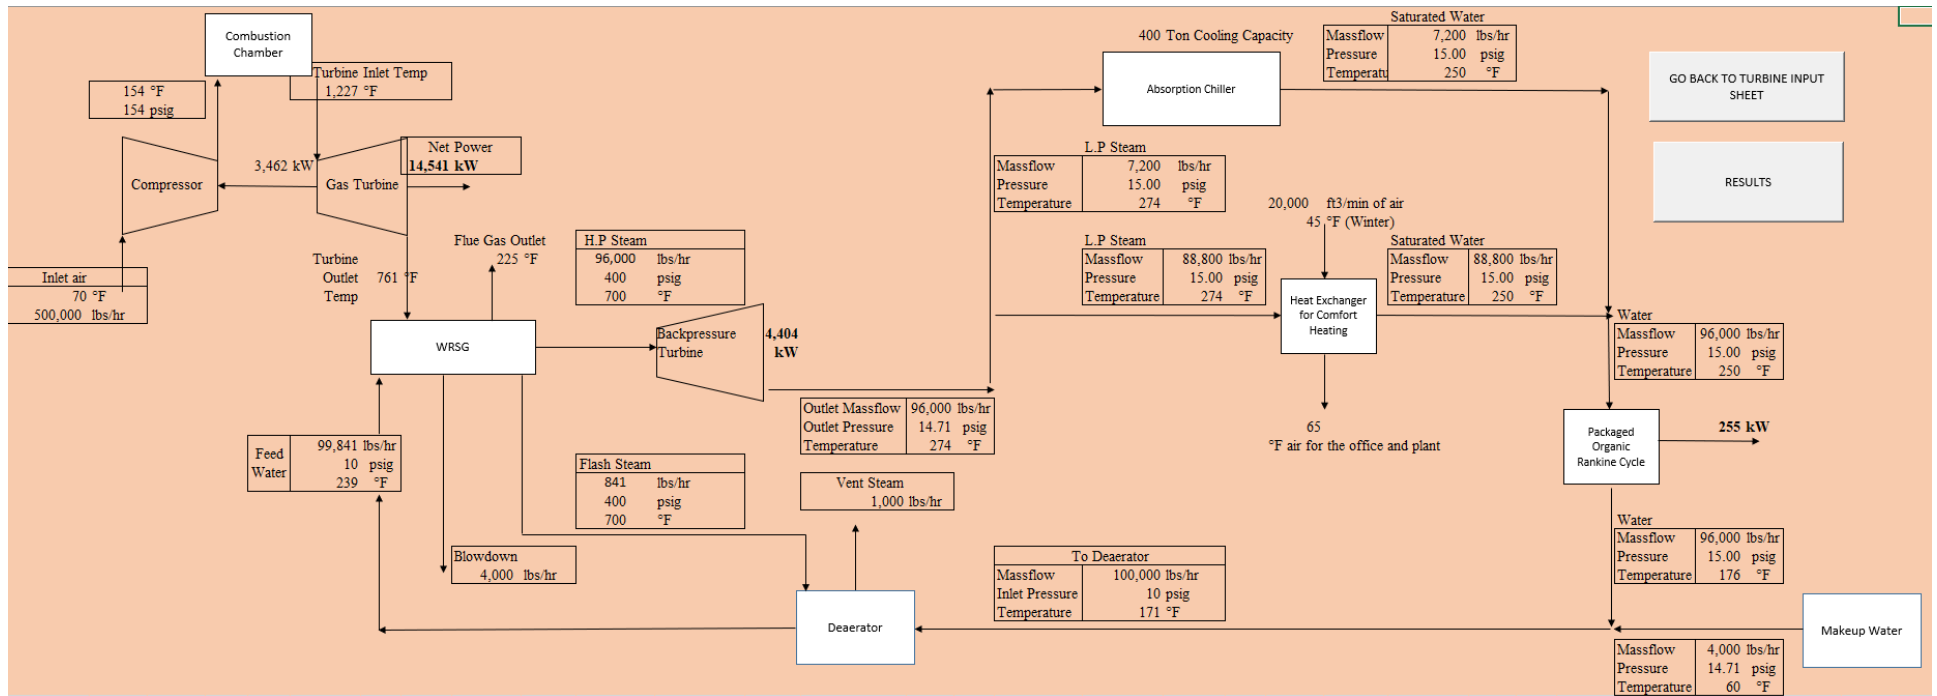 Combustion
Chamber
154 °F
154 psig
Turbine Inlet Temp
1,227 °F
Compressor
3,462 kW
Gas Turbine
Net Power
14,541 kW
Inlet air
70 °F
500,000 lbs/hr
Turbine
Outlet
Temp
761 °F
Flue Gas Outlet
225 °F
WRSG
H.P Steam
96,000 lbs/hr
400 psig
700 °F
Backpressure
Turbine
4,404
kW
Outlet Massflow 96,000 lbs/hr
Outlet Pressure 14.71 psig
Temperature 274 °F
Feed
Water
99,841 lbs/hr
10 psig
239 °F
Flash Steam
841 lbs/hr
400 psig
700 °F
Blowdown
4,000 lbs/hr
Vent Steam
1,000 lbs/hr
Deaerator
To Deaerator
Massflow 100,000 lbs/hr
Inlet Pressure 10 psig
Temperature 171 °F
400 Ton Cooling Capacity
Absorption Chiller
Saturated Water
Massflow 7,200 lbs/hr
Pressure 15.00 psig
Temperatu 250 °F
L.P Steam
Massflow 7,200 lbs/hr
Pressure 15.00 psig
Temperature 274 °F
20,000 ft3/min of air
45 °F (Winter)
L.P Steam
Massflow 88,800 lbs/hr
Pressure 15.00 psig
Temperature 274 °F
Heat Exchanger
for Comfort
Heating
Saturated Water
Massflow 88,800 lbs/hr
Pressure 15.00 psig
Temperature 250 °F
65
°F air for the office and plant
Water
Massflow 96,000 lbs/hr
Pressure 15.00 psig
Temperature 250 °F
Packaged
Organic
Rankine Cycle
255 kW
Water
Massflow 96,000 lbs/hr
Pressure 15.00 psig
Temperature 176 °F
Makeup Water
Massflow 4,000 lbs/hr
Pressure 14.71 psig
Temperature 60 °F
GO BACK TO TURBINE INPUT
SHEET
RESULTS